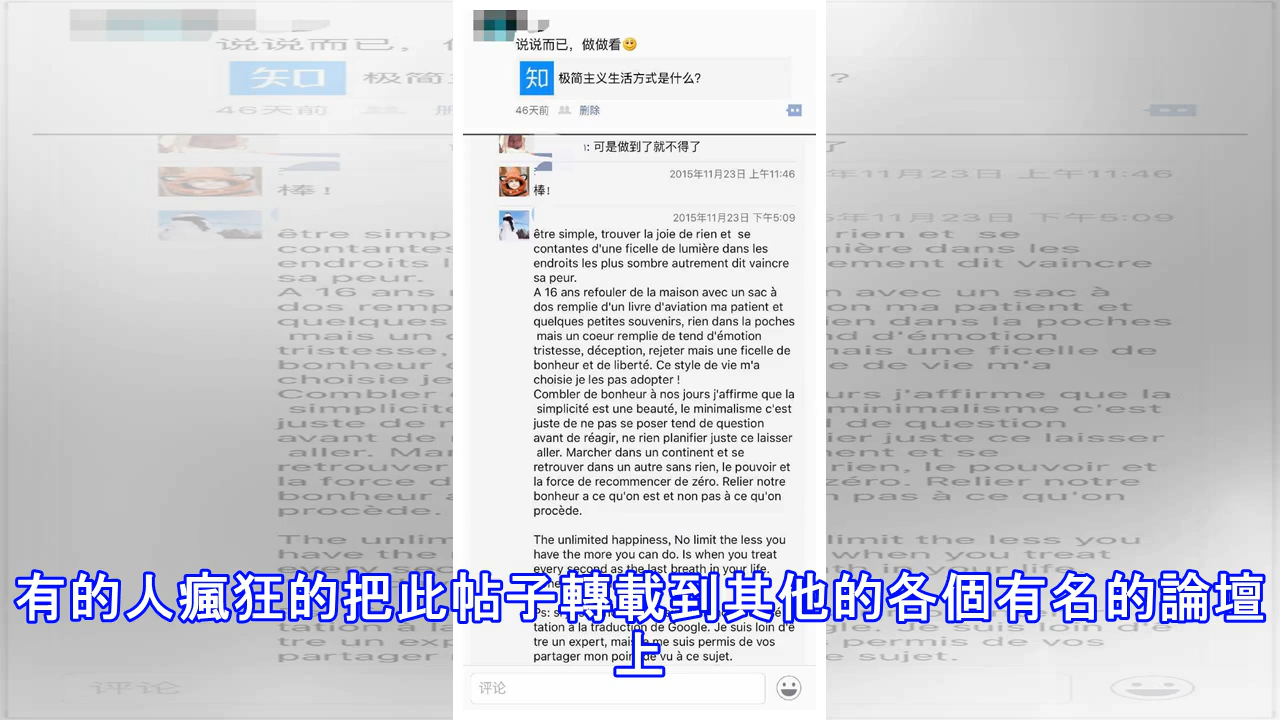 说说而已，做做看
知 极简主义生活方式是什么？
46天前 删除
: 可是做到了就不得了
2015年11月23日 上午11:46
棒！
2015年11月23日 下午5:09
être simple, trouver la joie de rien et se
contantes d'une ficelle de lumière dans les
endroits les plus sombre autrement dit vaincre
sa peur.
A 16 ans refouler de la maison avec un sac à
dos remplie d'un livre d'aviation ma patient et
quelques petites souvenirs, rien dans la poches
mais un coeur remplie de tend d'émotion
tristesse, déception, rejeter mais une ficelle de
bonheur et de liberté. Ce style de vie m'a
choisie je les pas adopter !
Combler de bonheur à nos jours j'affirme que la
simplicité est une beauté, le minimalisme c'est
juste de ne pas se poser tend de question
avant de réagir, ne rien planifier juste ce laisser
aller. Marcher dans un continent et se
retrouver dans un autre sans rien, le pouvoir et
la force de recommencer de zéro. Relier notre
bonheur a ce qu'on est et non pas à ce qu'on
procède.
The unlimited happiness, No limit the less you
have the more you can do. Is when you treat
every second as the last breath in your life.
有的人瘋狂的把此帖子轉載到其他的各個有名的論壇
上
Ps:
tation a la traduction de Google. Je suis loin d'ê
tre un expert, mais me suis permis de vos
partager mon point de vu à ce sujet.
评论